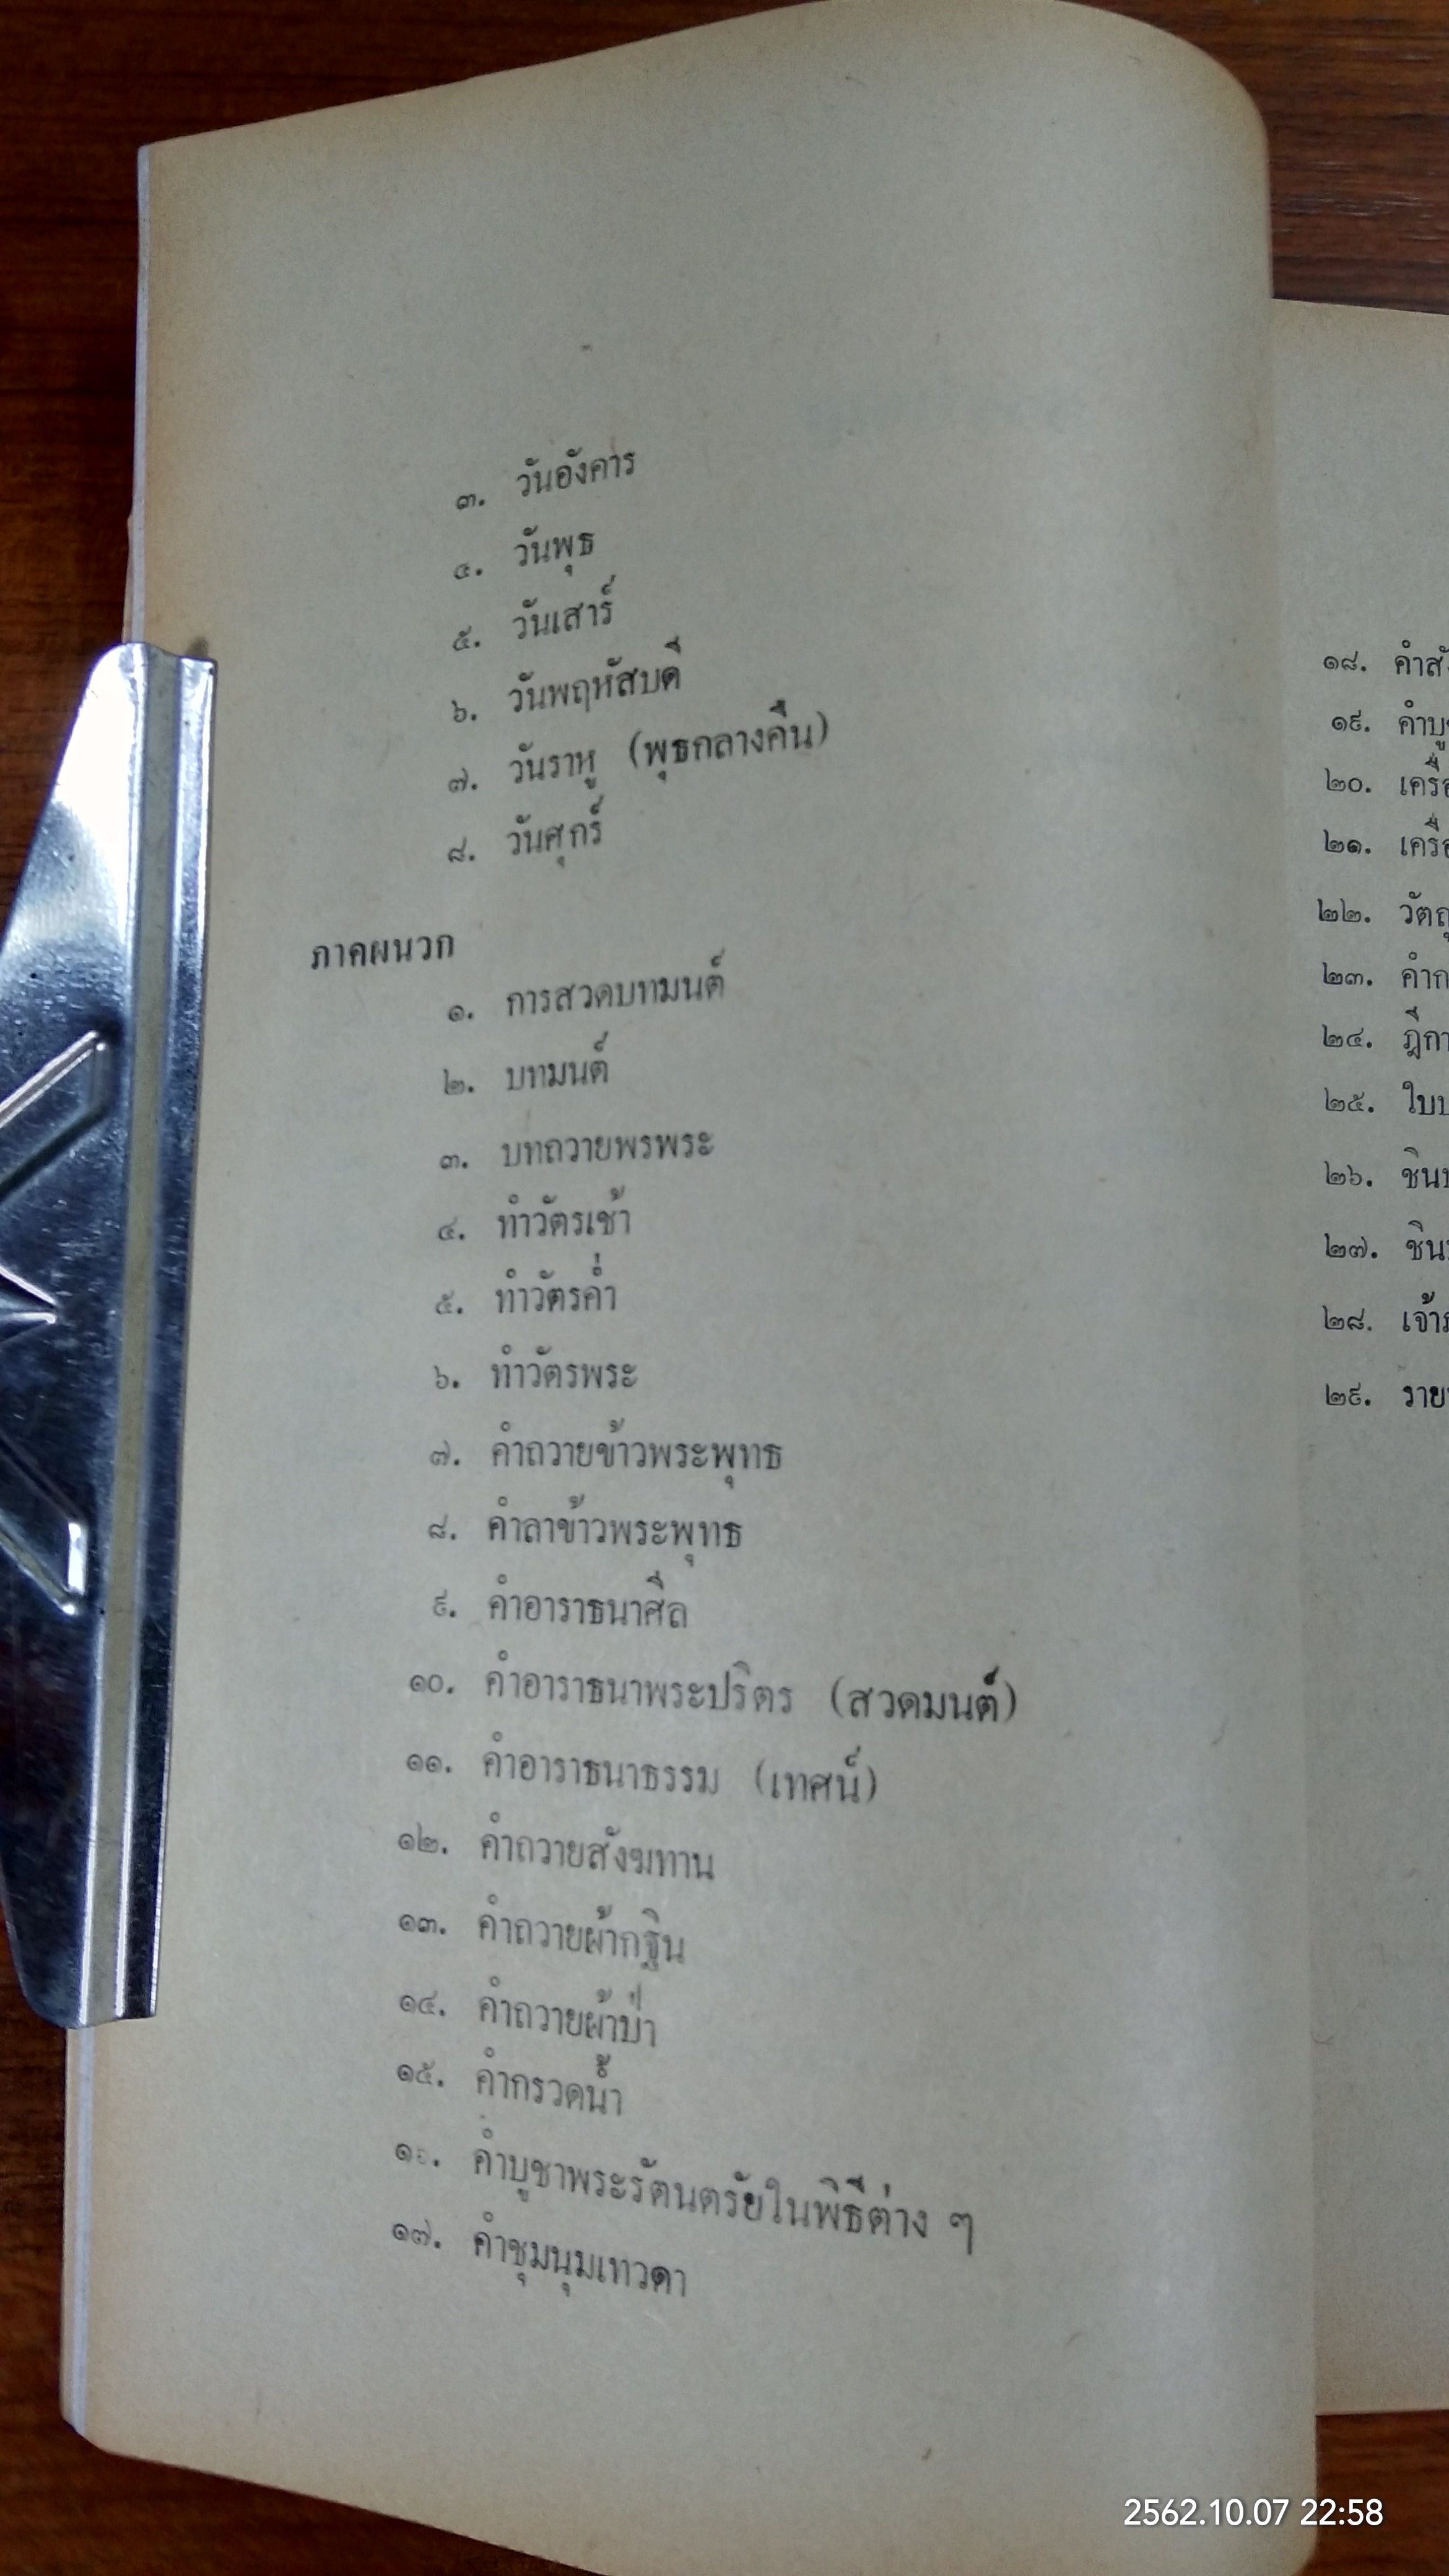 ๓. วันอังคาร
๔. วันพุธ
๕. วันเสาร์
๖. วันพฤหัสบดี
๗. วันราหู (พุธกลางคืน)
๘. วันศุกร์
ภาคผนวก
๑. การสวดบทมนต์
๒. บทมนต์
๓. บทถวายพรพระ
๔. ทำวัตรเช้า
๕. ทำวัตรค่ำ
๖. ทำวัตรพระ
๗. คำถวายข้าวพระพุทธ
๘. คำลาข้าวพระพุทธ
๙. คำอาราธนาศีล
๑๐. คำอาราธนาพระปริตร (สวดมนต์)
๑๑. คำอาราธนาธรรม (เทศน์)
๑๒. คำถวายสังฆทาน
๑๓. คำถวายผ้ากฐิน
๑๔. คำถวายผ้าป่า
๑๕. คำกรวดน้ำ
คำบูชาพระรัตนตรัยในพิธีต่าง ๆ
๑๗. คำชุมนุมเทวดา
๑๘.
๑๙.
๒๐.
๒๑.
๒๒.
๒๓.
๒๔.
๒๕.
๒๖.
๒๗.
๒๘.
๒๙.
2562.10.07 22:58